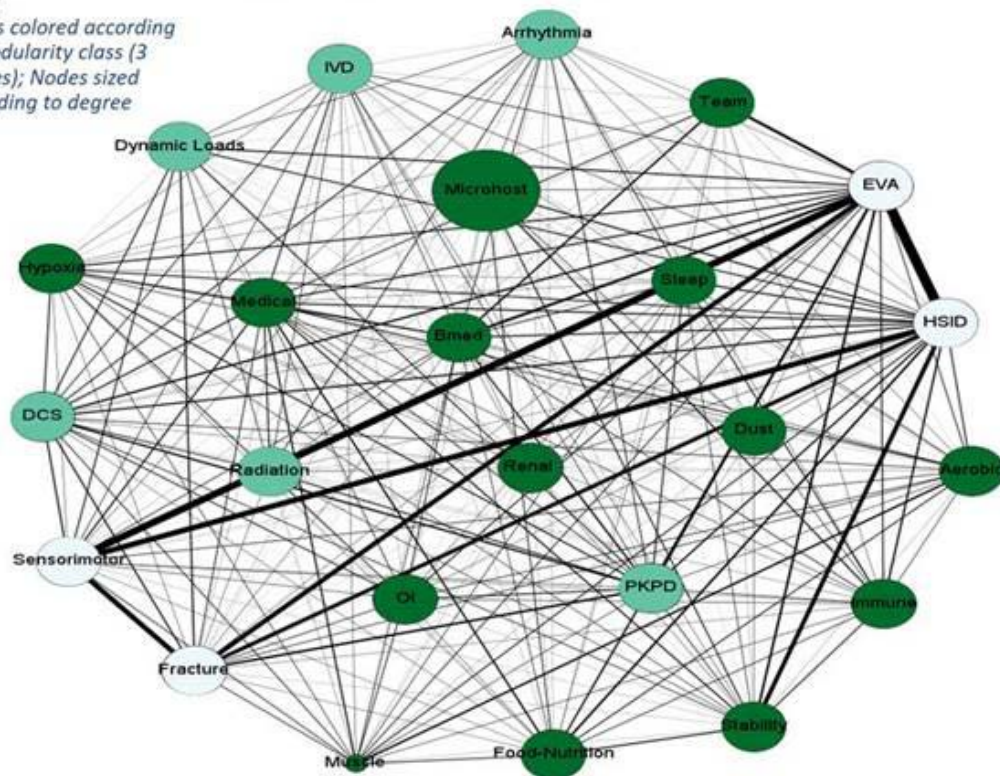 s colored according
dularity class (3
es); Nodes sized
ding to degree
Arrhythmia
IVD
Team
Dynamic Loads
Microhost
EVA
Hypoxia
Medical
Sleep
Bmed
HSID
DCS
Dust
Radiation
Renal
Aerobic
Sensorimotor
OI
PKPD
Immune
Fracture
Stability
Muscle
Food-Nutrition